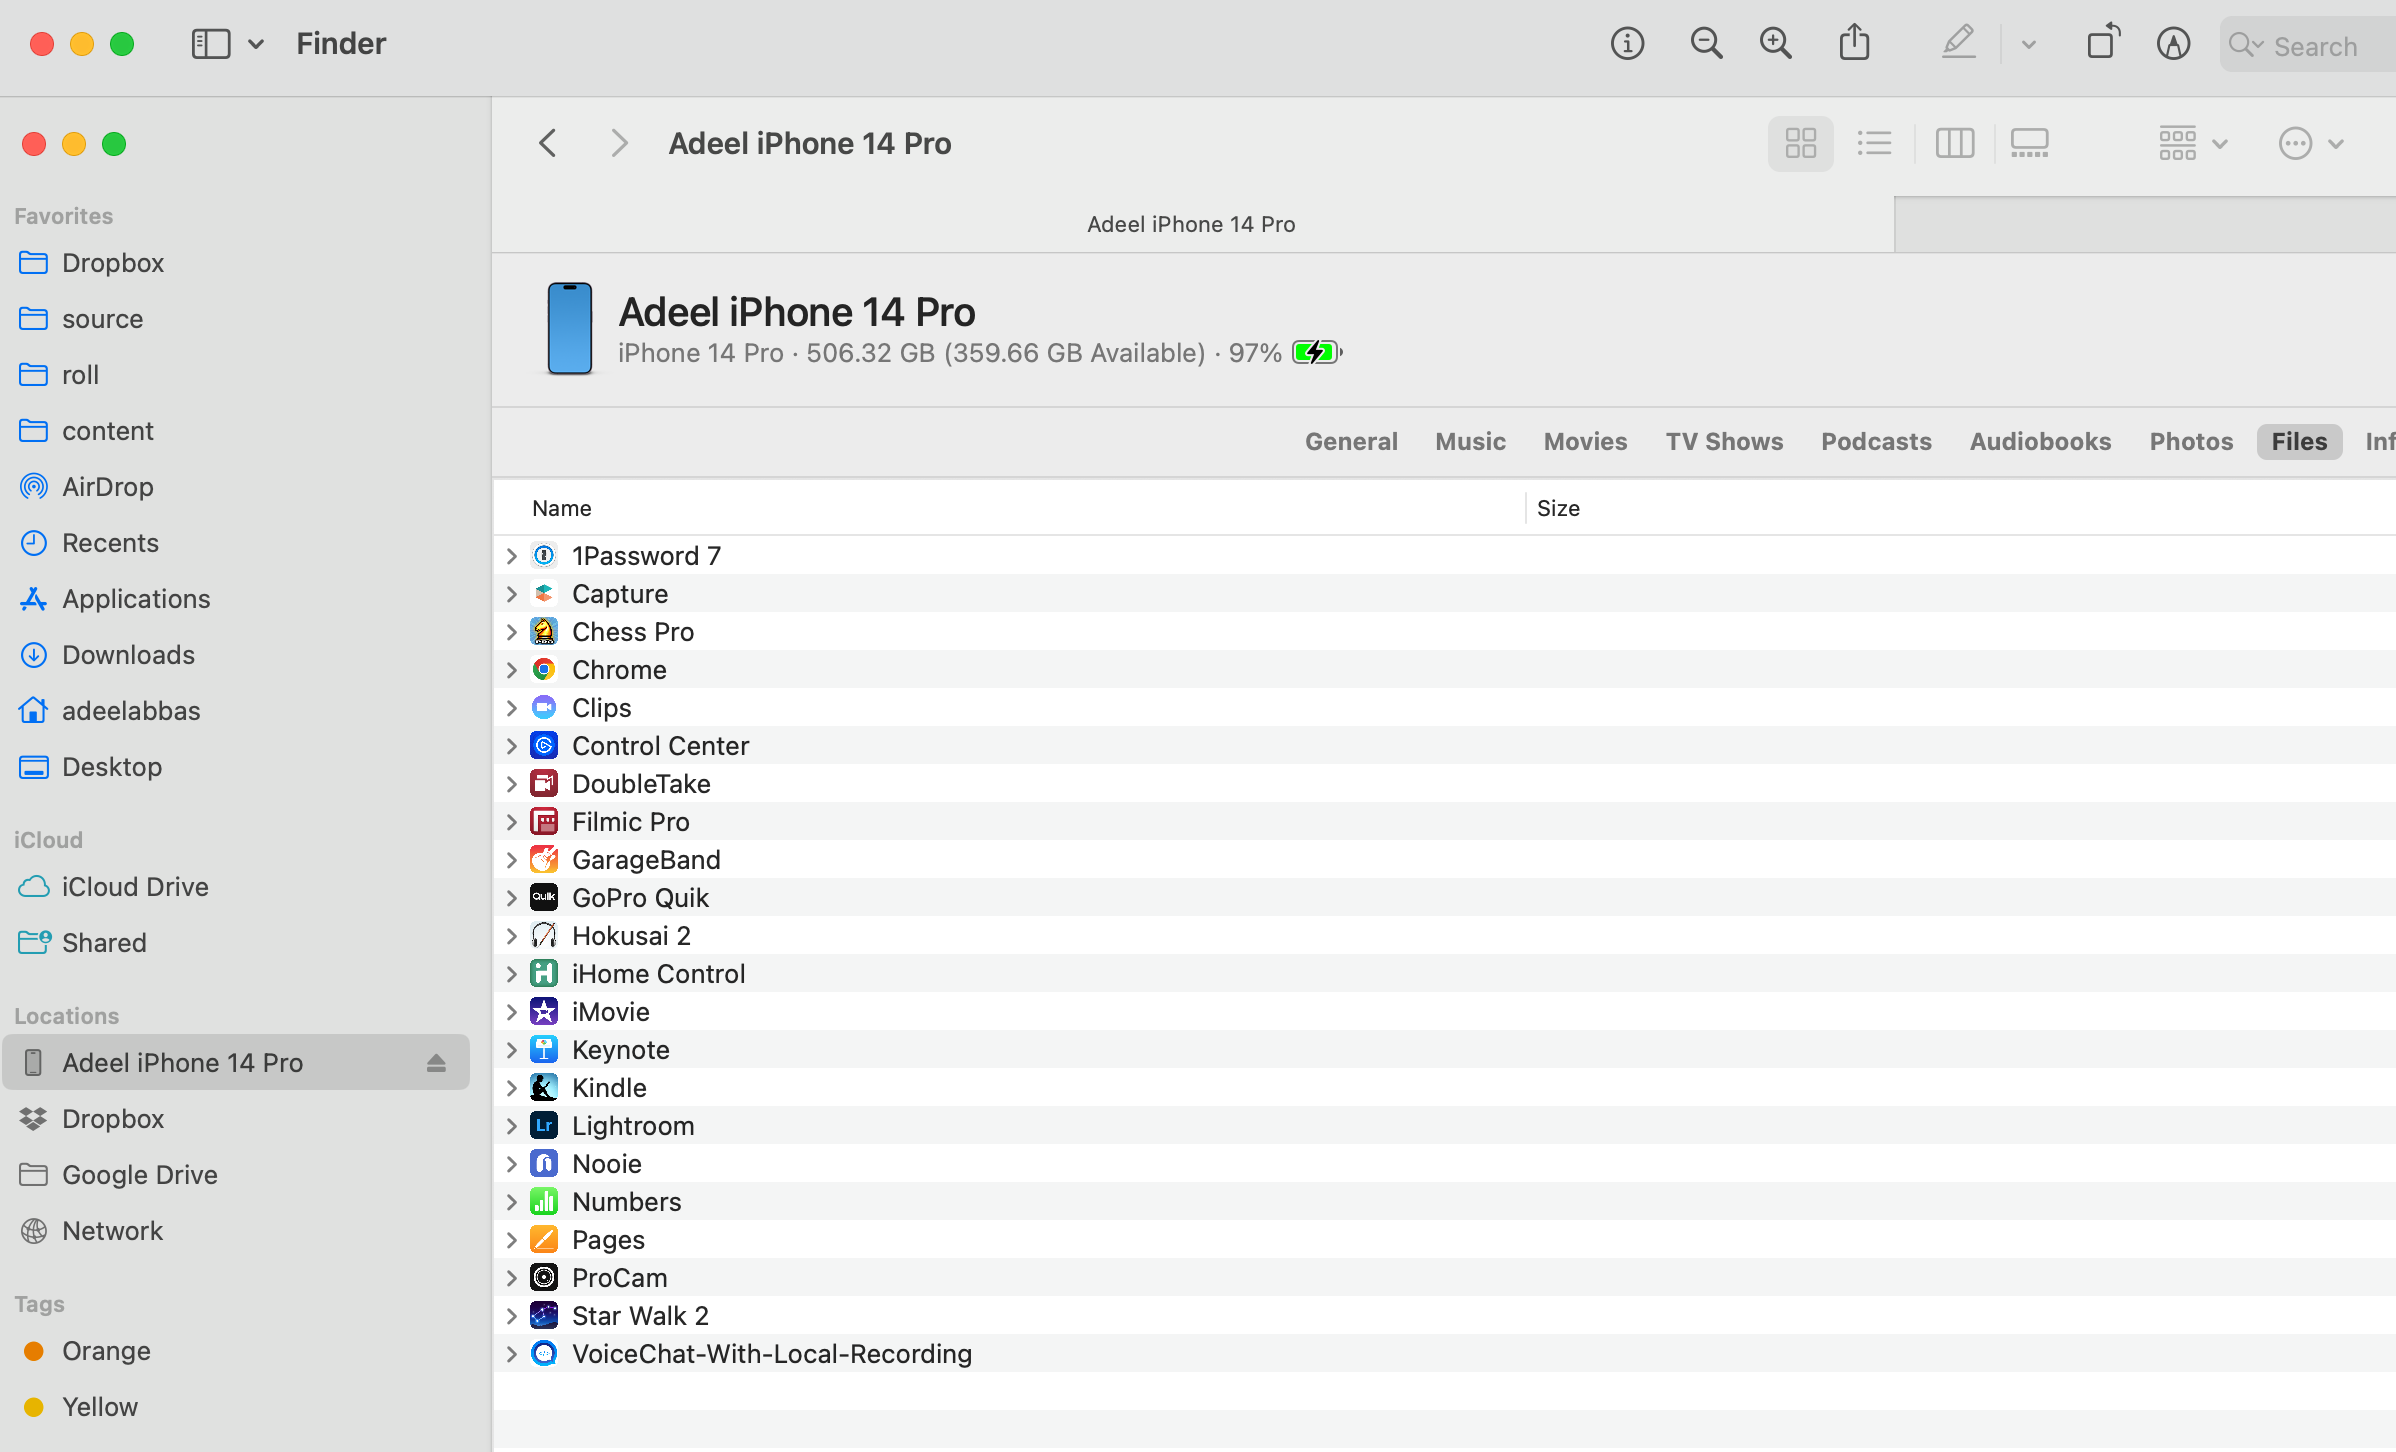 Finder
Search
Favorites
Dropbox
source
roll
content
AirDrop
Recents
Applications
Downloads
adeelabbas
Desktop
iCloud
iCloud Drive
Shared
Locations
Adeel iPhone 14 Pro
Dropbox
Google Drive
Network
Tags
Orange
Yellow
Adeel iPhone 14 Pro
Adeel iPhone 14 Pro
Adeel iPhone 14 Pro
iPhone 14 Pro · 506.32 GB (359.66 GB Available) · 97%
General Music Movies TV Shows Podcasts Audiobooks Photos Files Inf
Name Size
1Password 7
Capture
Chess Pro
Chrome
Clips
Control Center
DoubleTake
Filmic Pro
GarageBand
Quik GoPro Quik
Hokusai 2
iHome Control
iMovie
Keynote
Kindle
Lr Lightroom
Nooie
Numbers
Pages
ProCam
Star Walk 2
VoiceChat-With-Local-Recording